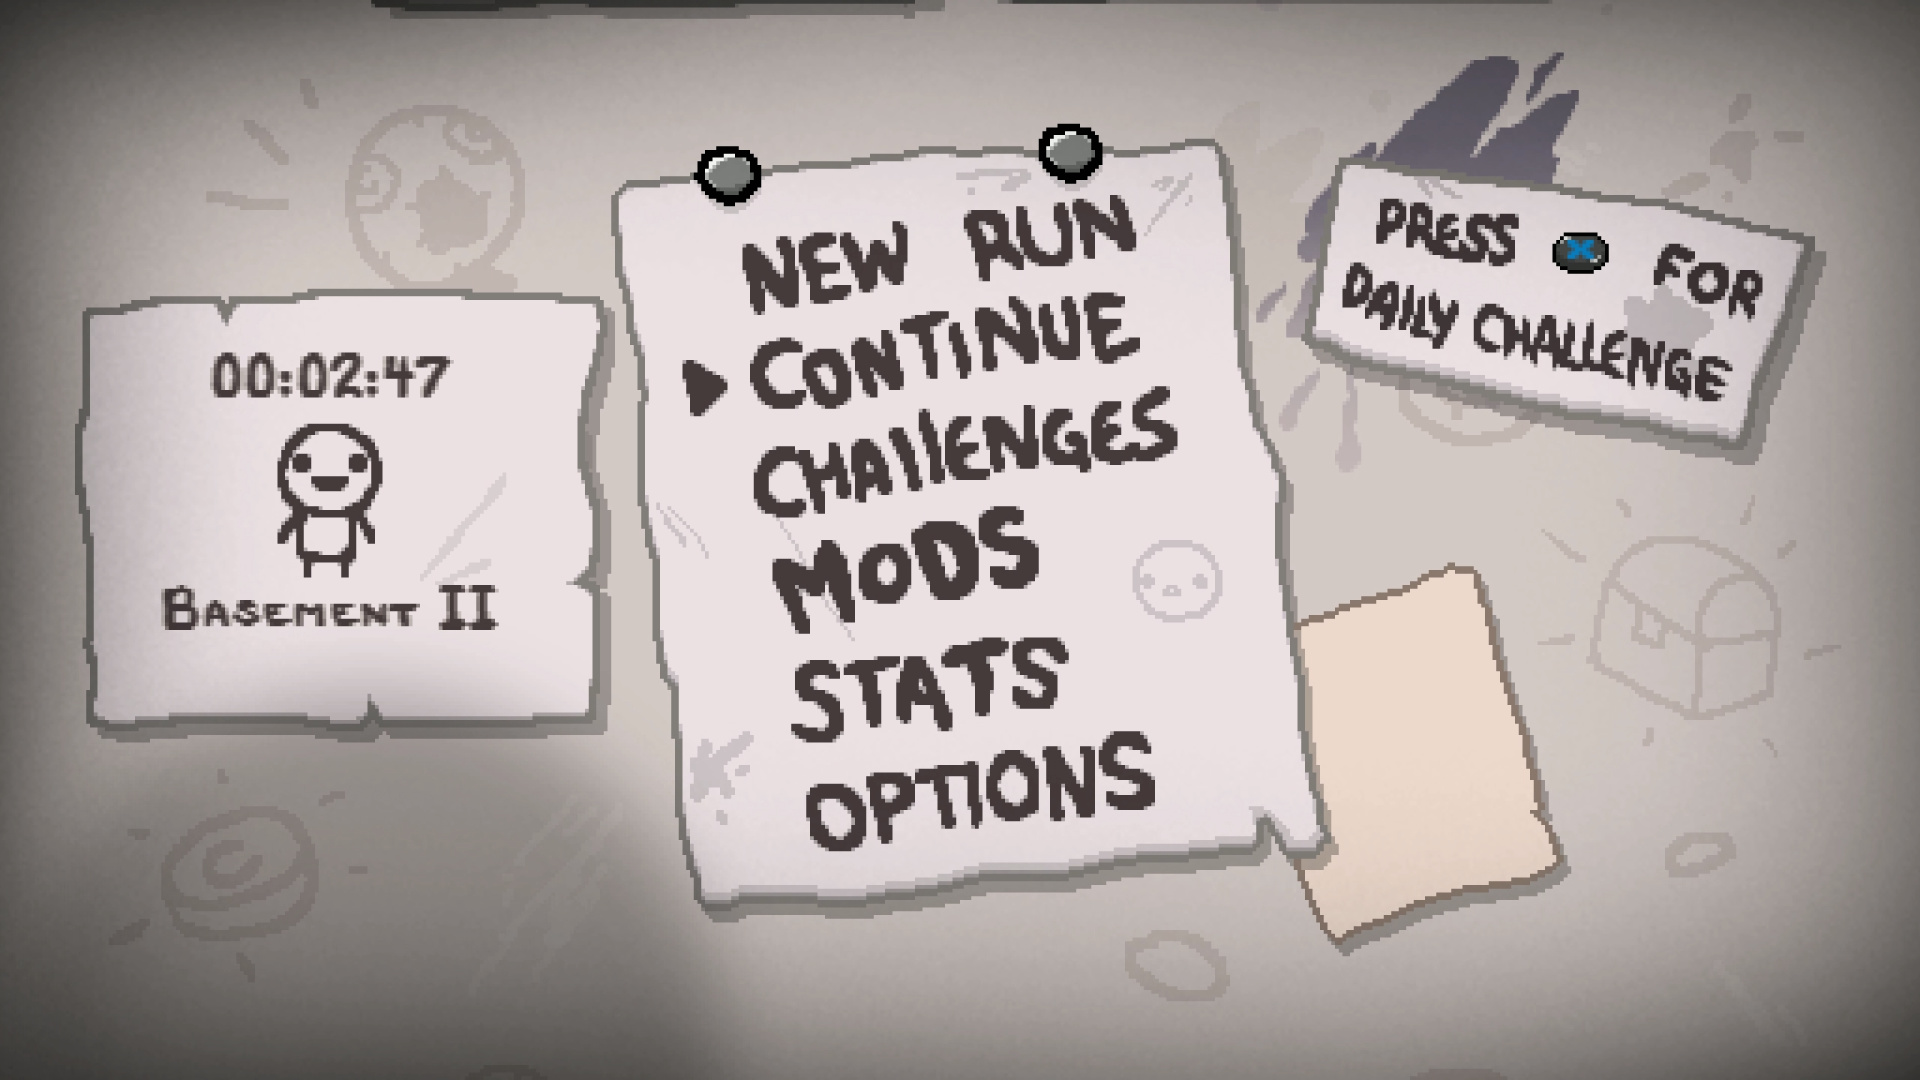 00:02:47
BASEMENT II
NEW RUN
CONTINUE
CHALLENGES
MODS
STATS
OPTIONS
PRESS X FOR
DAILY CHALLENGE